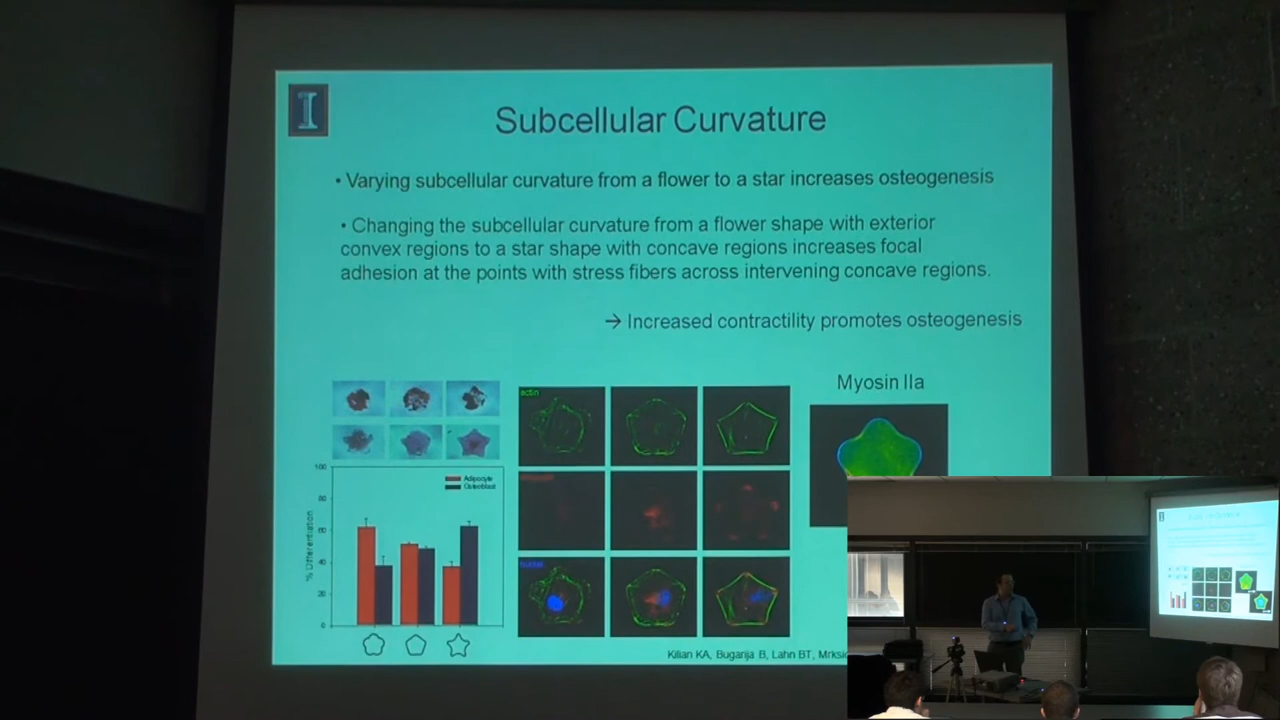 I
Subcellular Curvature
• Varying subcellular curvature from a flower to a star increases osteogenesis
• Changing the subcellular curvature from a flower shape with exterior
convex regions to a star shape with concave regions increases focal
adhesion at the points with stress fibers across intervening concave regions.
→ Increased contractility promotes osteogenesis
Myosin IIa
actin
100
Adipocyte
Osteoblast
80
60
40
20
0
% Differentiation
Kilian KA, Bugarija B, Lahn BT, Mrksic